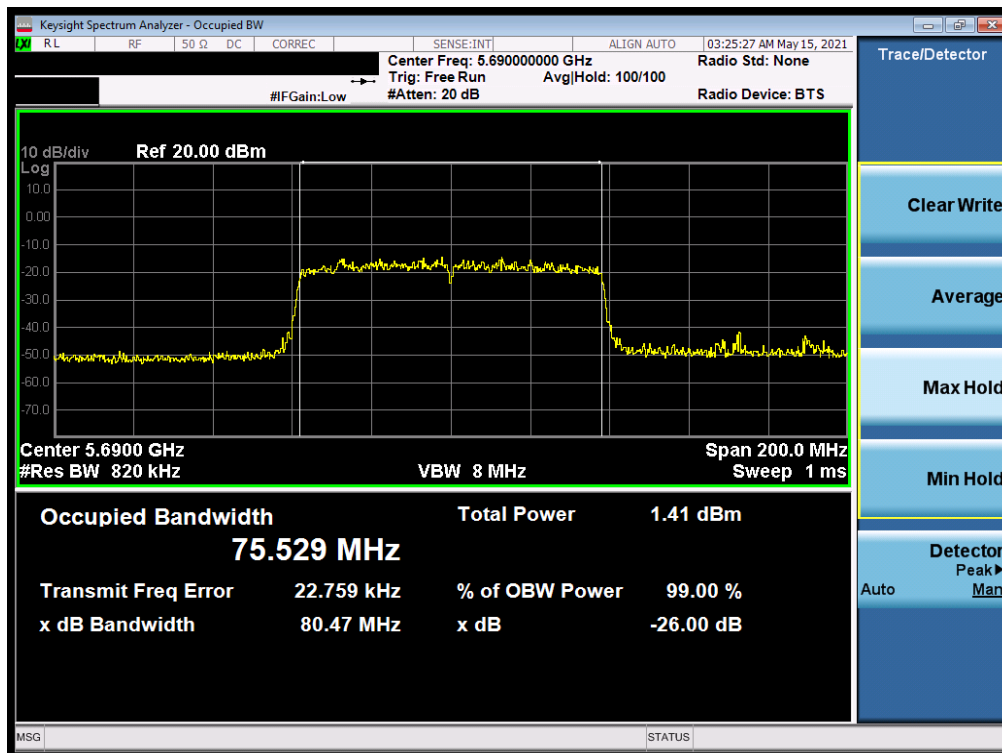 Keysight Spectrum Analyzer - Occupied BW
LXI RL RF 50 Ω DC CORREC SENSE:INT ALIGN AUTO 03:25:27 AM May 15, 2021
Center Freq: 5.690000000 GHz Radio Std: None
Trig: Free Run Avg|Hold: 100/100
#IFGain:Low #Atten: 20 dB Radio Device: BTS
10 dB/div Ref 20.00 dBm
Log
10.0
0.00
-10.0
-20.0
-30.0
-40.0
-50.0
-60.0
-70.0
Center 5.6900 GHz Span 200.0 MHz
#Res BW 820 kHz VBW 8 MHz Sweep 1 ms
Occupied Bandwidth Total Power 1.41 dBm
75.529 MHz
Transmit Freq Error 22.759 kHz % of OBW Power 99.00 %
x dB Bandwidth 80.47 MHz x dB -26.00 dB
MSG STATUS
Trace/Detector
Clear Write
Average
Max Hold
Min Hold
Detector
Peak▶
Auto Man